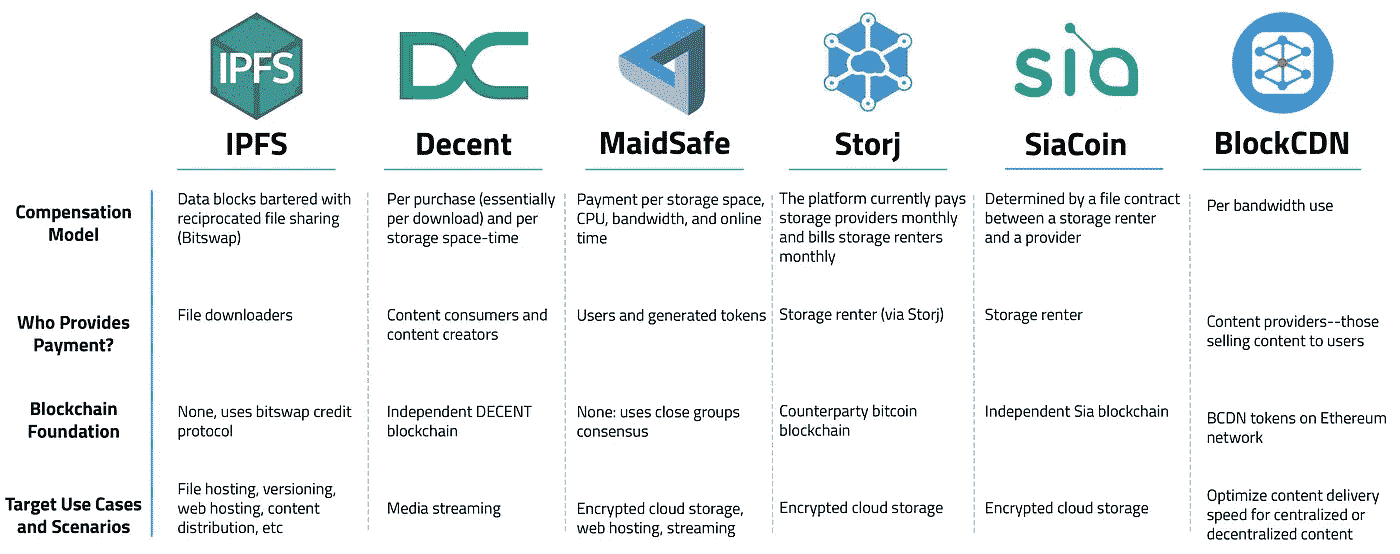 IPFS
DC
sia
IPFS
Decent
MaidSafe
Storj
SiaCoin
BlockCDN
Compensation
Model
Data blocks bartered with
reciprocated file sharing
(Bitswap)
Per purchase (essentially
per download) and per
storage space-time
Payment per storage space,
CPU, bandwidth, and online
time
The platform currently pays
storage providers monthly
and bills storage renters
monthly
Determined by a file contract
between a storage renter
and a provider
Per bandwidth use
Who Provides
Payment?
File downloaders
Content consumers and
content creators
Users and generated tokens
Storage renter (via Storj)
Storage renter
Content providers--those
selling content to users
Blockchain
Foundation
None, uses bitswap credit
protocol
Independent DECENT
blockchain
None: uses close groups
consensus
Counterparty bitcoin
blockchain
Independent Sia blockchain
BCDN tokens on Ethereum
network
Target Use Cases
and Scenarios
File hosting, versioning,
web hosting, content
distribution, etc
Media streaming
Encrypted cloud storage,
web hosting, streaming
Encrypted cloud storage
Encrypted cloud storage
Optimize content delivery
speed for centralized or
decentralized content